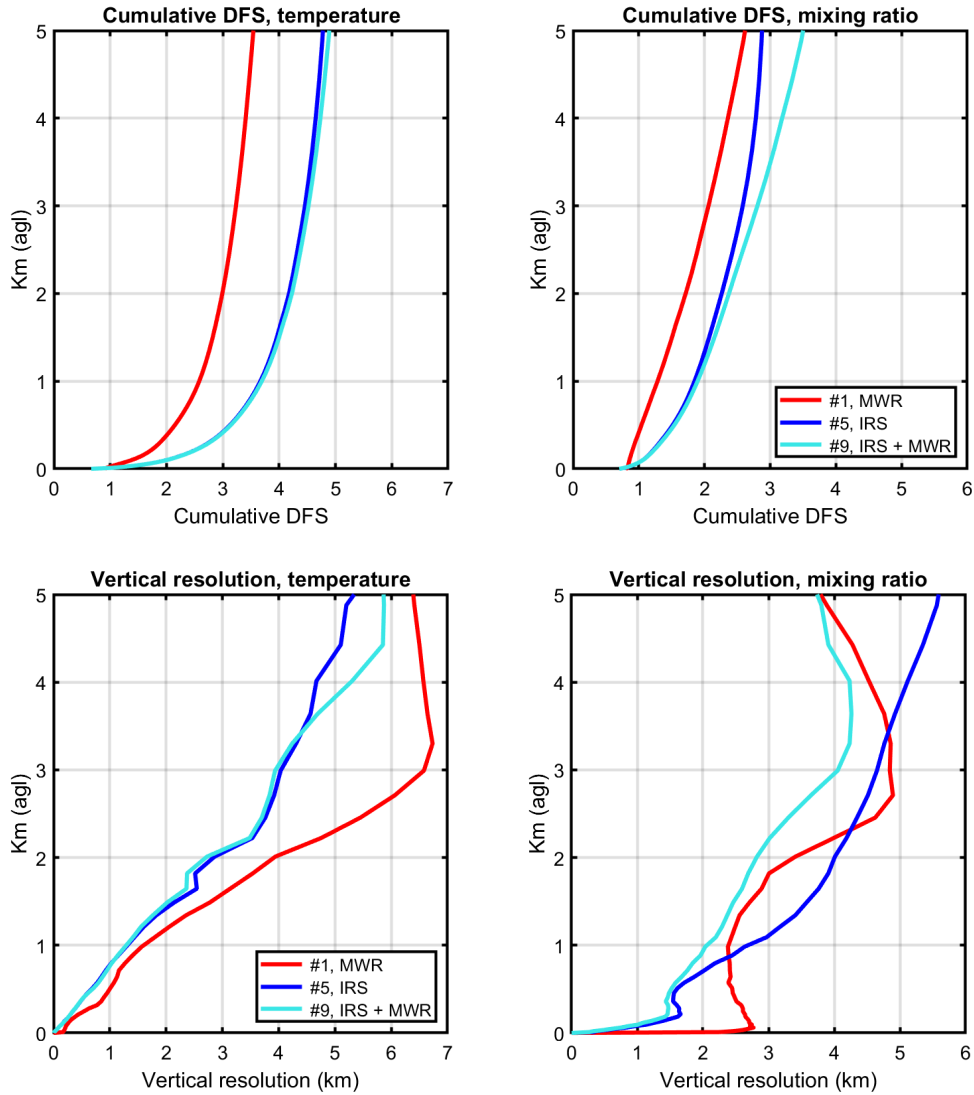 Cumulative DFS, temperature
5
4
3
2
1
0
Km (agl)
0 1 2 3 4 5 6 7
Cumulative DFS
Cumulative DFS, mixing ratio
5
4
3
2
1
0
Km (agl)
#1, MWR
#5, IRS
#9, IRS + MWR
0 1 2 3 4 5 6
Cumulative DFS
Vertical resolution, temperature
5
4
3
2
1
0
Km (agl)
#1, MWR
#5, IRS
#9, IRS + MWR
0 1 2 3 4 5 6 7
Vertical resolution (km)
Vertical resolution, mixing ratio
5
4
3
2
1
0
Km (agl)
0 1 2 3 4 5 6
Vertical resolution (km)